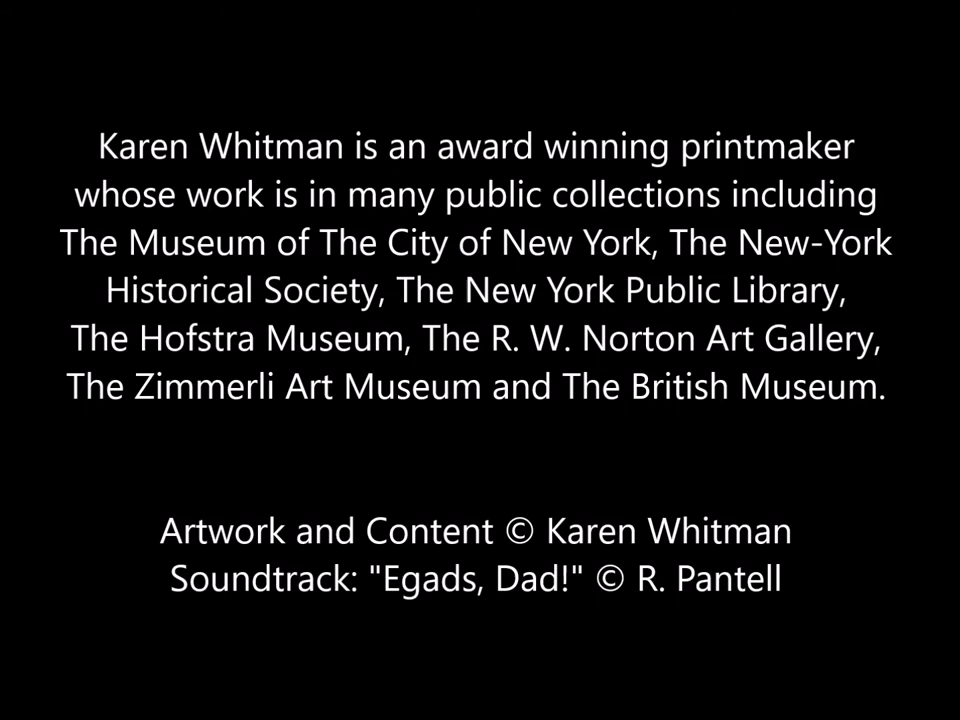 Karen Whitman is an award winning printmaker
whose work is in many public collections including
The Museum of The City of New York, The New-York
Historical Society, The New York Public Library,
The Hofstra Museum, The R. W. Norton Art Gallery,
The Zimmerli Art Museum and The British Museum.
Artwork and Content © Karen Whitman
Soundtrack: "Egads, Dad!" © R. Pantell